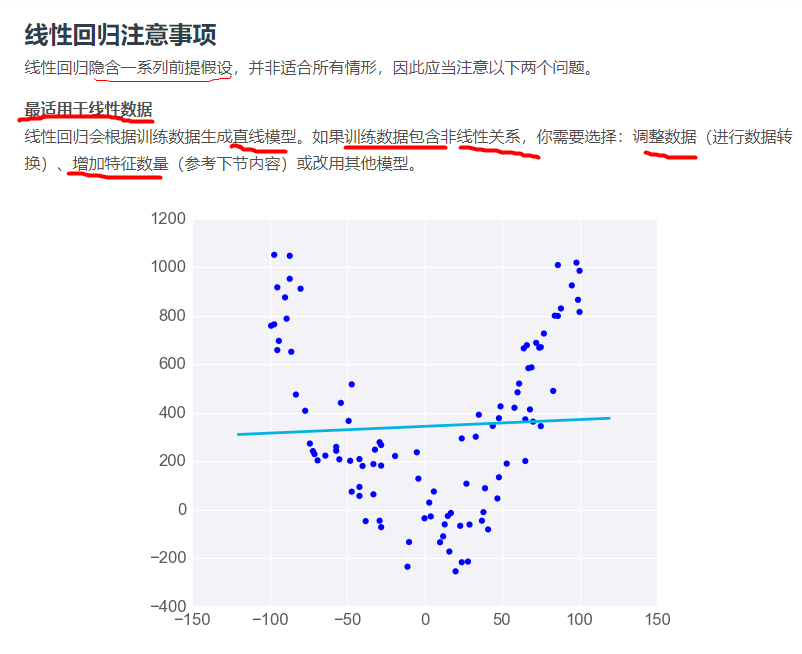 线性回归注意事项
线性回归隐含一系列前提假设，并非适合所有情形，因此应当注意以下两个问题。
最适用于线性数据
线性回归会根据训练数据生成直线模型。如果训练数据包含非线性关系，你需要选择：调整数据（进行数据转
换）、增加特征数量（参考下节内容）或改用其他模型。
1200
1000
800
600
400
200
0
−200
−400
−150 −100 −50 0 50 100 150